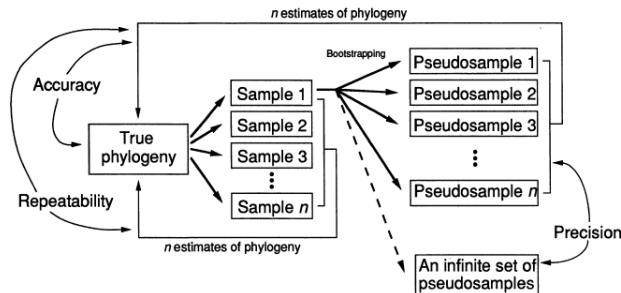 n estimates of phylogeny
Bootstrapping
Accuracy
True
phylogeny
Repeatability
Sample 1
Sample 2
Sample 3
Sample n
n estimates of phylogeny
Pseudosample 1
Pseudosample 2
Pseudosample 3
Pseudosample n
Precision
An infinite set of
pseudosamples